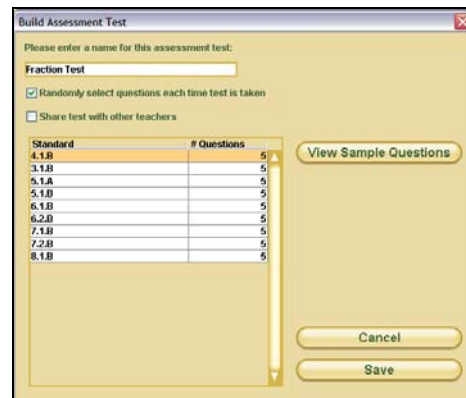 Build Assessment Test
Please enter a name for this assessment test:
Fraction Test
Randomly select questions each time test is taken
Share test with other teachers
Standard # Questions
4.1.B 5
3.1.B 5
5.1.A 5
5.1.B 5
6.1.B 5
6.2.B 5
7.1.B 5
7.2.B 5
8.1.B 5
View Sample Questions
Cancel
Save